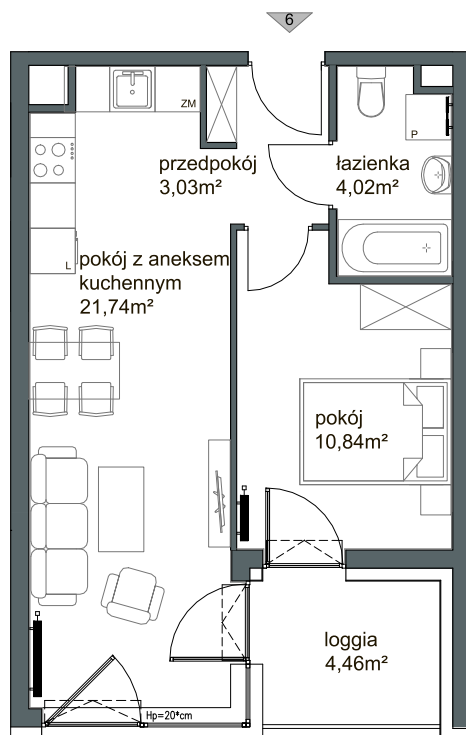 6
ZM
przedpokój
3,03m²
P
łazienka
4,02m²
L
pokój z aneksem
kuchennym
21,74m²
pokój
10,84m²
loggia
4,46m²
Hp=20*cm